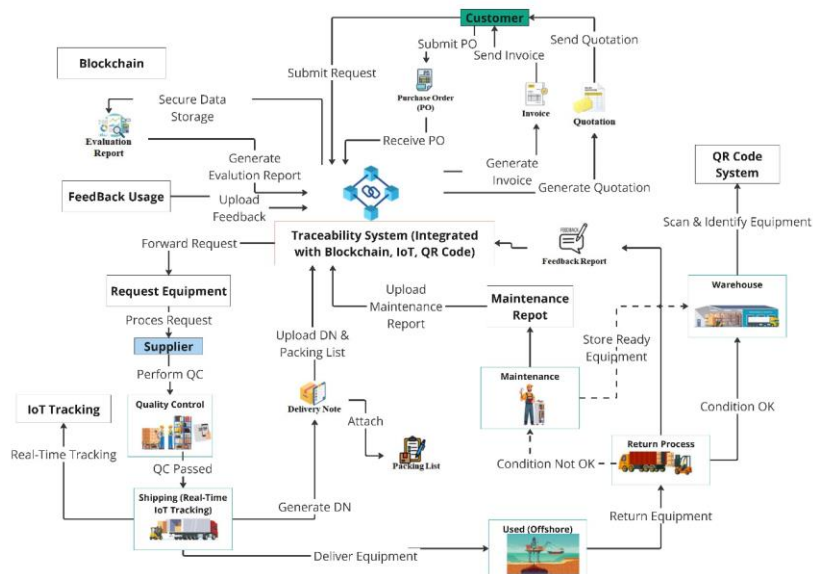 Customer
Send Quotation
Submit PO
Send Invoice
Submit Request
Blockchain
Secure Data
Storage
Evaluation
Report
Purchase Order
(PO)
Invoice
Quotation
Receive PO
Generate
Evalution Report
Generate
Invoice
Generate Quotation
QR Code
System
FeedBack Usage
Upload
Feedback
Scan & Identify Equipment
Forward Request
Traceability System (Integrated
with Blockchain, IoT, QR Code)
FEEDBACK
Feedback Report
Request Equipment
Upload
Maintenance
Report
Maintenance
Repot
Warehouse
Proces Request
Supplier
Upload DN &
Packing List
Store Ready
Equipment
Perform QC
Maintenance
IoT Tracking
Quality Control
Delivery Note
Attach
Condition OK
Real-Time Tracking
QC Passed
Packing List
Condition Not OK
Return Process
Shipping (Real-Time
IoT Tracking)
Generate DN
Return Equipment
Used (Offshore)
Deliver Equipment